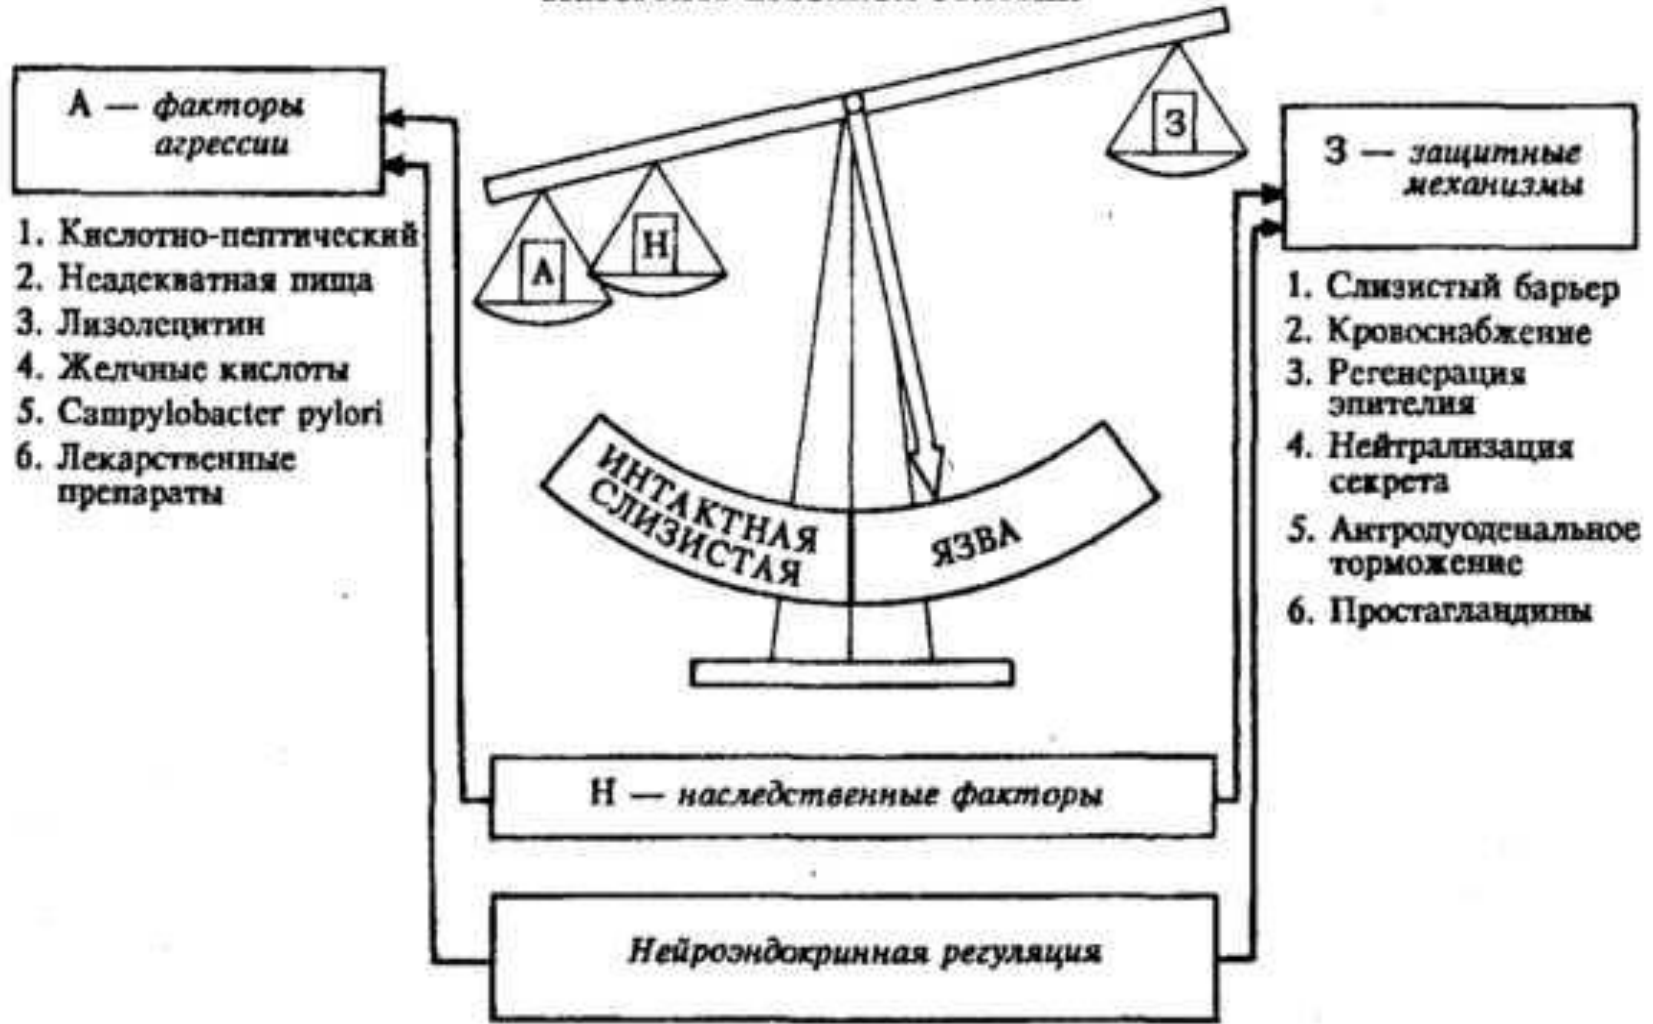 А — факторы
агрессии
1. Кислотно-пептический
2. Неадекватная пища
3. Лизолецитин
4. Желчные кислоты
5. Campylobacter pylori
6. Лекарственные
препараты
А
Н
З
ИНТАКТНАЯ
СЛИЗИСТАЯ
ЯЗВА
З — защитные
механизмы
1. Слизистый барьер
2. Кровоснабжение
3. Регенерация
эпителия
4. Нейтрализация
секрета
5. Антродуоденальное
торможение
6. Простагландины
Н — наследственные факторы
Нейроэндокринная регуляция